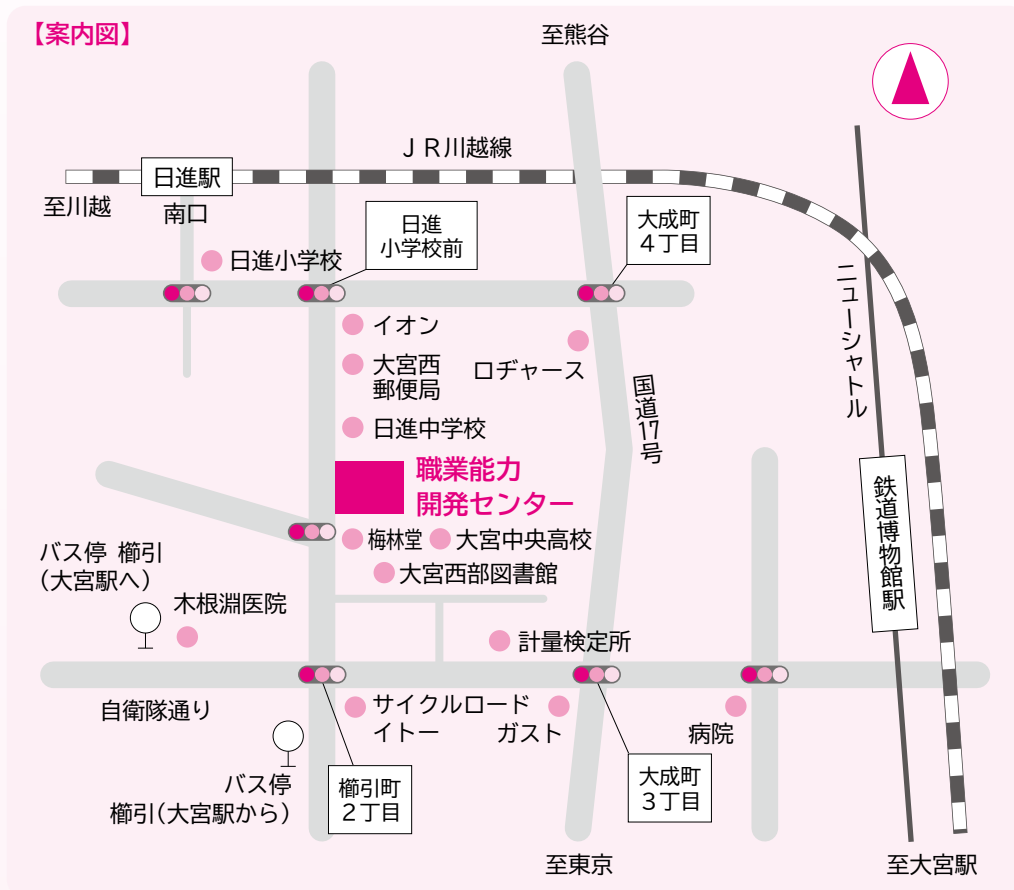 【案内図】
至熊谷
ＪＲ川越線
日進駅
至川越
南口
日進
小学校前
大成町
４丁目
日進小学校
ニューシャトル
イオン
大宮西
郵便局
ロヂャース
国道17号
日進中学校
職業能力
開発センター
鉄道博物館駅
梅林堂
大宮中央高校
大宮西部図書館
バス停 櫛引
（大宮駅へ）
木根淵医院
計量検定所
自衛隊通り
サイクルロード
イトー
ガスト
病院
バス停
櫛引（大宮駅から）
櫛引町
２丁目
大成町
３丁目
至東京
至大宮駅